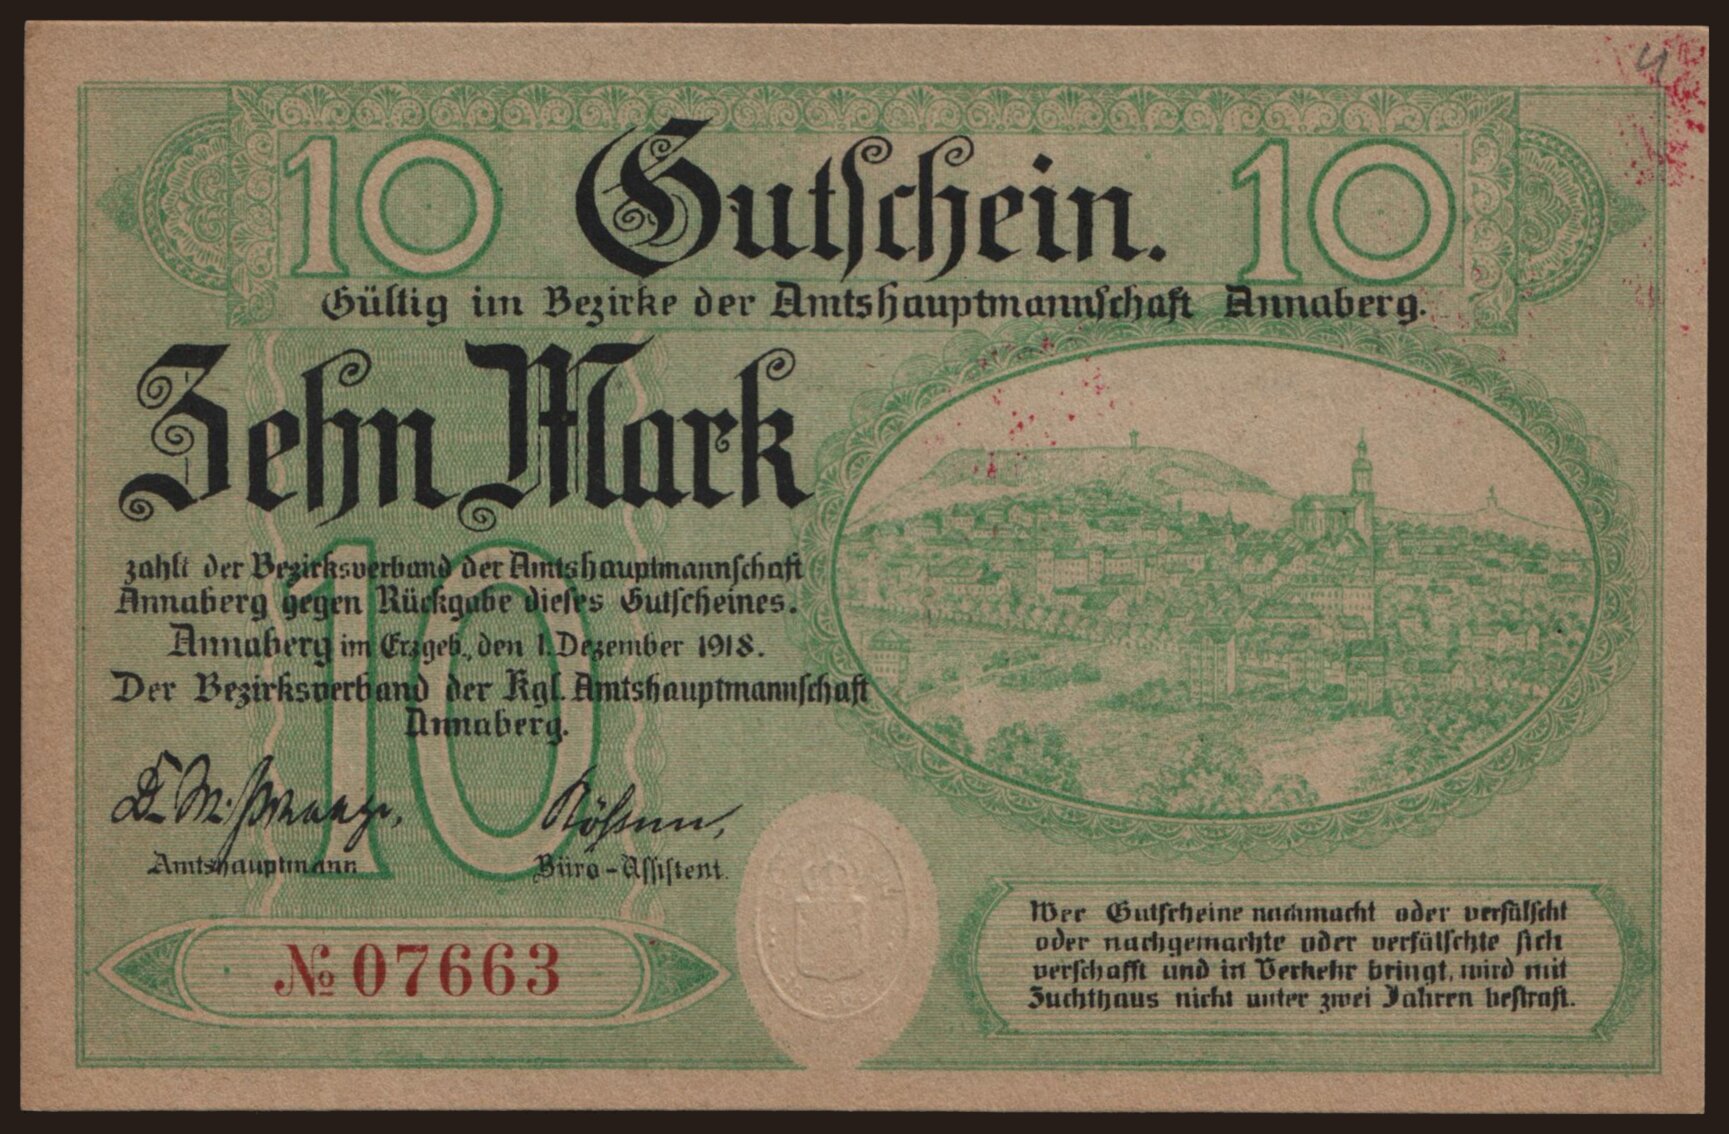 4
10 Gutschein. 10
Gültig im Bezirke der Amtshauptmannschaft Annaberg.
Zehn Mark
10
zahlt der Bezirksverband der Amtshauptmannschaft
Annaberg gegen Rückgabe dieses Gutscheines.
Annaberg im Erzgeb., den 1. Dezember 1918.
Der Bezirksverband der Kgl. Amtshauptmannschaft
Annaberg.
Amtshauptmann
Büro-Assistent.
№ 07663
Wer Gutscheine nachmacht oder verfälscht
oder nachgemachte oder verfälschte sich
verschafft und in Verkehr bringt, wird mit
Zuchthaus nicht unter zwei Jahren bestraft.